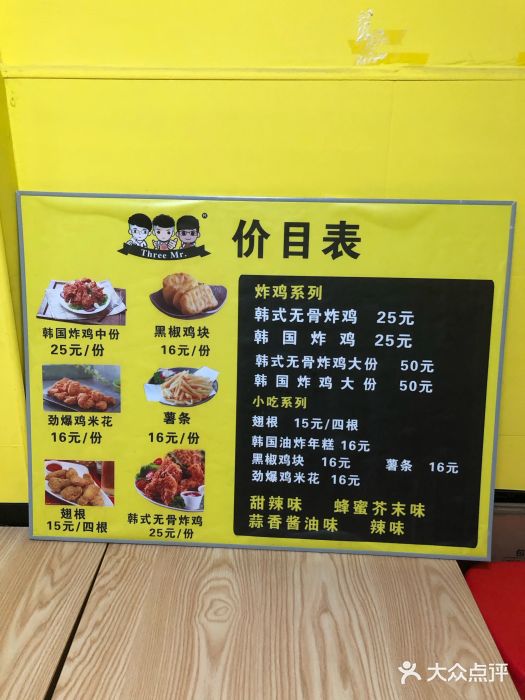 Three Mr.
®
价目表
韩国炸鸡中份
25元/份
黑椒鸡块
16元/份
劲爆鸡米花
16元/份
薯条
16元/份
翅根
15元/四根
韩式无骨炸鸡
25元/份
炸鸡系列
韩式无骨炸鸡 25元
韩国炸鸡 25元
韩式无骨炸鸡大份 50元
韩国炸鸡大份 50元
小吃系列
翅根 15元/四根
韩国油炸年糕 16元
黑椒鸡块 16元 薯条 16元
劲爆鸡米花 16元
甜辣味 蜂蜜芥末味
蒜香酱油味 辣味
大众点评